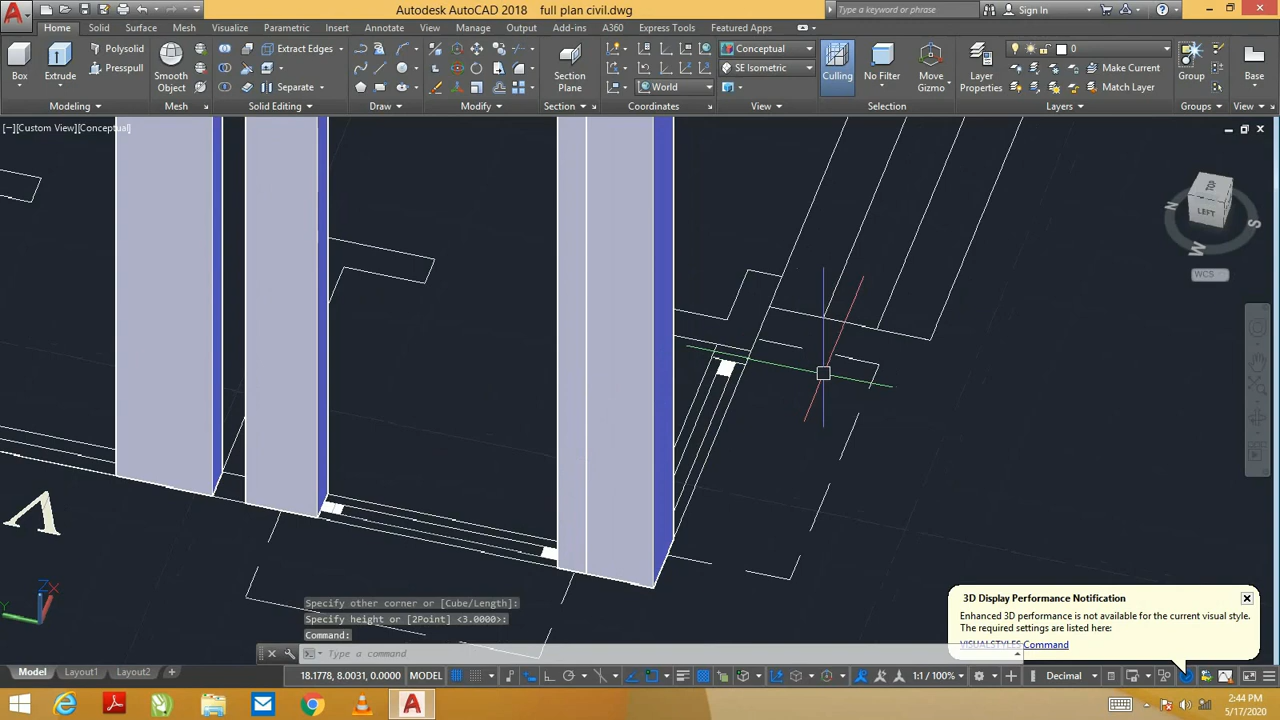 Autodesk AutoCAD 2018 full plan civil.dwg
Type a keyword or phrase
Sign In
Home Solid Surface Mesh Visualize Parametric Insert Annotate View Manage Output Add-ins A360 Express Tools Featured Apps
Polysolid
Presspull
Extract Edges
Separate
Conceptual
SE Isometric
World
0
Make Current
Match Layer
Box
Extrude
Smooth
Object
Section
Plane
Culling
No Filter
Move
Gizmo
Layer
Properties
Group
Base
Modeling
Mesh
Solid Editing
Draw
Modify
Section
Coordinates
View
Selection
Layers
Groups
View
[−][Custom View][Conceptual]
TOP
LEFT
N
S
W
WCS
V
Z
X
Y
Specify other corner or [Cube/Length]:
Specify height or [2Point] <3.0000>:
Command:
Type a command
3D Display Performance Notification
Enhanced 3D performance is not available for the current visual style.
The required settings are listed here:
VISUALSTYLES Command
Model Layout1 Layout2 +
18.1778, 8.0031, 0.0000 MODEL
1:1 / 100%
Decimal
2:44 PM
5/17/2020